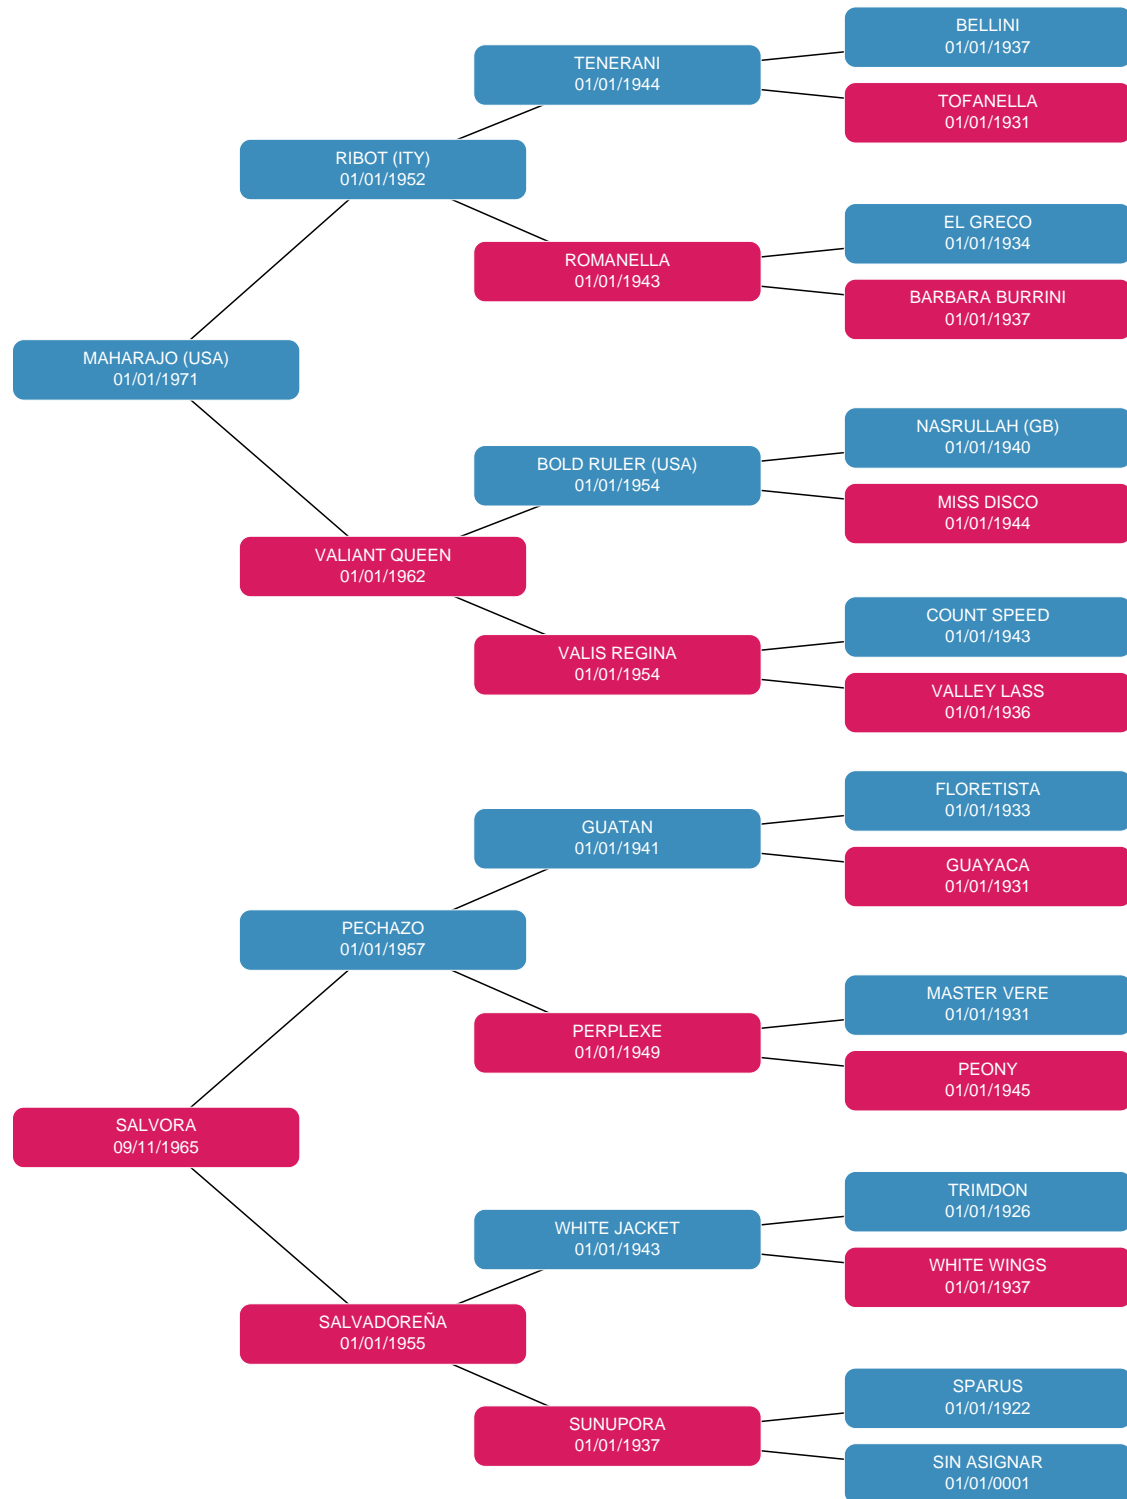 BELLINI
01/01/1937
TENERANI
01/01/1944
TOFANELLA
01/01/1931
RIBOT (ITY)
01/01/1952
EL GRECO
01/01/1934
ROMANELLA
01/01/1943
BARBARA BURRINI
01/01/1937
MAHARAJO (USA)
01/01/1971
NASRULLAH (GB)
01/01/1940
BOLD RULER (USA)
01/01/1954
MISS DISCO
01/01/1944
VALIANT QUEEN
01/01/1962
COUNT SPEED
01/01/1943
VALIS REGINA
01/01/1954
VALLEY LASS
01/01/1936
FLORETISTA
01/01/1933
GUATAN
01/01/1941
GUAYACA
01/01/1931
PECHAZO
01/01/1957
MASTER VERE
01/01/1931
PERPLEXE
01/01/1949
PEONY
01/01/1945
SALVORA
09/11/1965
TRIMDON
01/01/1926
WHITE JACKET
01/01/1943
WHITE WINGS
01/01/1937
SALVADOREÑA
01/01/1955
SPARUS
01/01/1922
SUNUPORA
01/01/1937
SIN ASIGNAR
01/01/0001